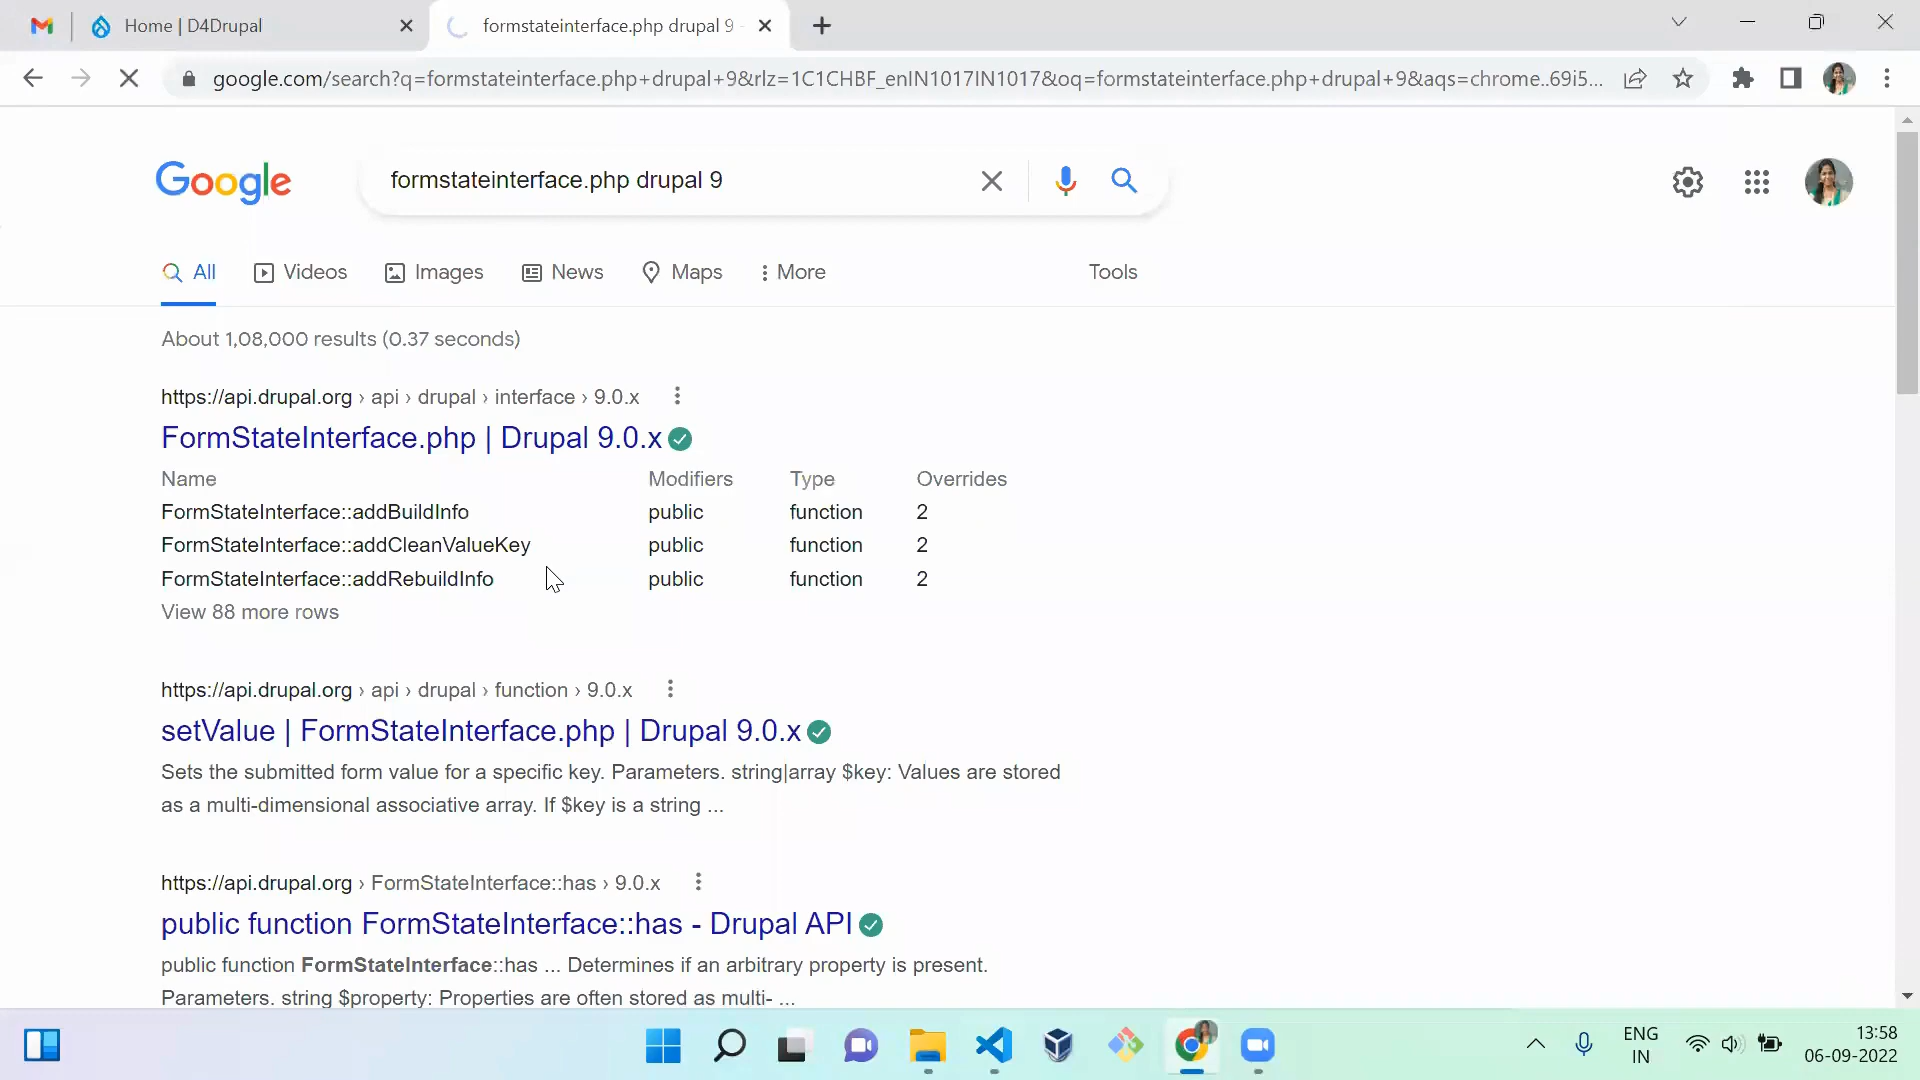 Home | D4Drupal
formstateinterface.php drupal 9 -
google.com/search?q=formstateinterface.php+drupal+9&rlz=1C1CHBF_enIN1017IN1017&oq=formstateinterface.php+drupal+9&aqs=chrome..69i5...
Google
formstateinterface.php drupal 9
All Videos Images News Maps More Tools
About 1,08,000 results (0.37 seconds)
https://api.drupal.org › api › drupal › interface › 9.0.x
FormStateInterface.php | Drupal 9.0.x
Name Modifiers Type Overrides
FormStateInterface::addBuildInfo public function 2
FormStateInterface::addCleanValueKey public function 2
FormStateInterface::addRebuildInfo public function 2
View 88 more rows
https://api.drupal.org › api › drupal › function › 9.0.x
setValue | FormStateInterface.php | Drupal 9.0.x
Sets the submitted form value for a specific key. Parameters. string|array $key: Values are stored
as a multi-dimensional associative array. If $key is a string ...
https://api.drupal.org › FormStateInterface::has › 9.0.x
public function FormStateInterface::has - Drupal API
public function FormStateInterface::has ... Determines if an arbitrary property is present.
Parameters. string $property: Properties are often stored as multi- ...
ENG
IN
13:58
06-09-2022